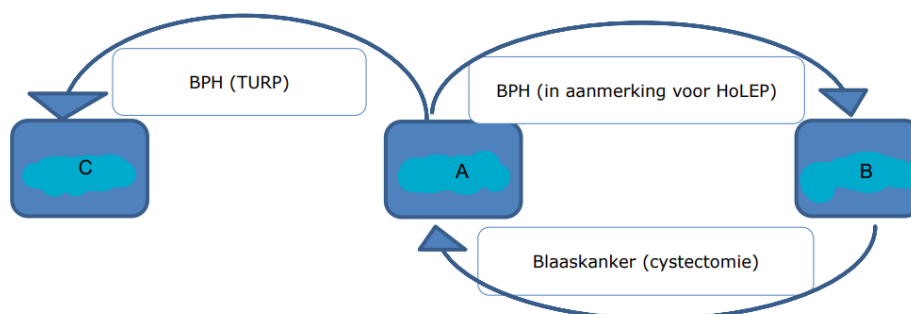 BPH (TURP)
BPH (in aanmerking voor HoLEP)
C
A
B
Blaaskanker (cystectomie)